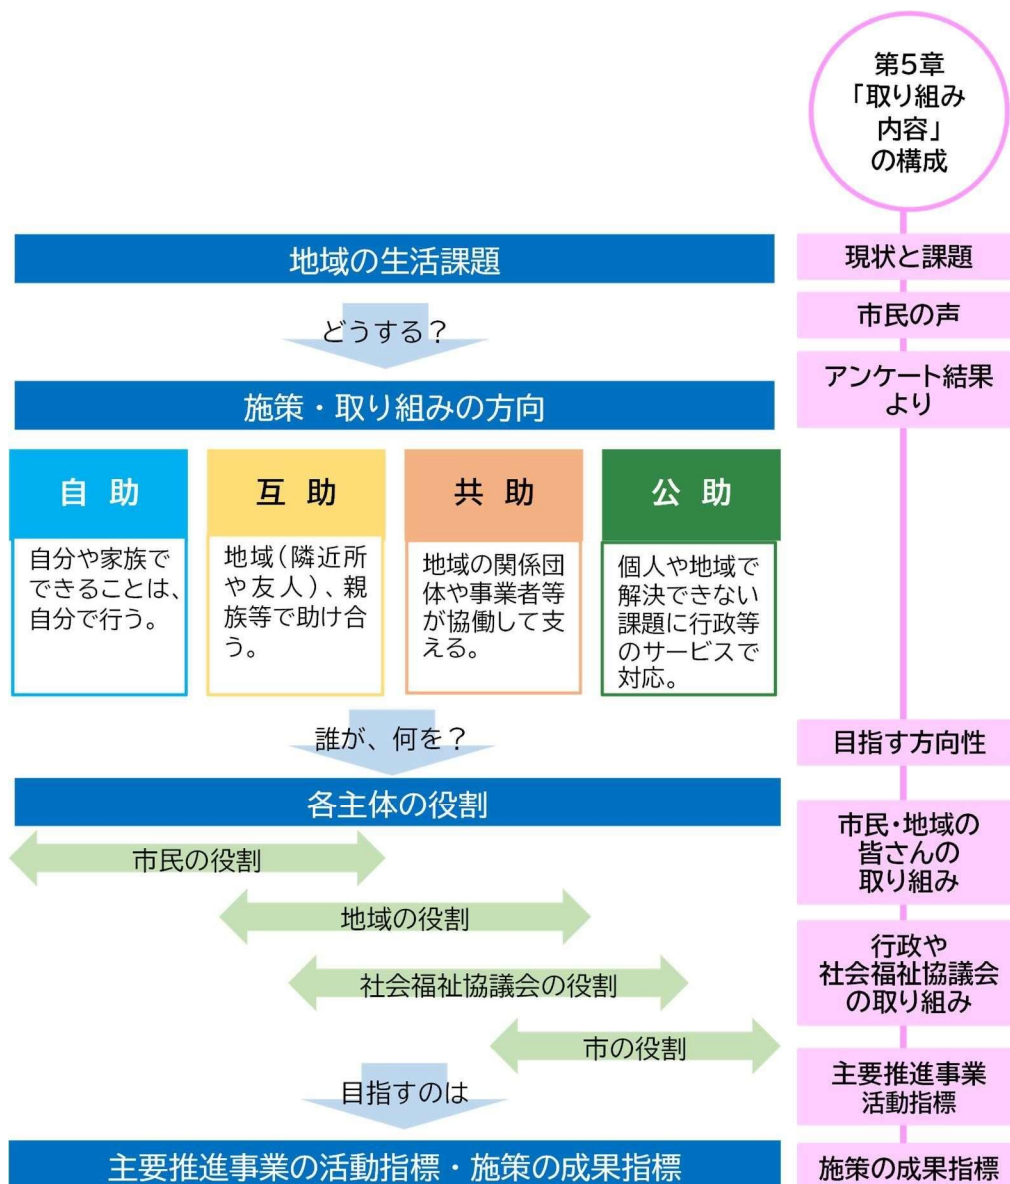 第5章
「取り組み
内容」
の構成
地域の生活課題
どうする？
施策・取り組みの方向
自 助
自分や家族で
できることは、
自分で行う。
互 助
地域（隣近所
や友人）、親
族等で助け合
う。
共 助
地域の関係団
体や事業者等
が協働して支
える。
公 助
個人や地域で
解決できない
課題に行政等
のサービスで
対応。
誰が、何を？
各主体の役割
市民の役割
地域の役割
社会福祉協議会の役割
市の役割
目指すのは
主要推進事業の活動指標・施策の成果指標
現状と課題
市民の声
アンケート結果
より
目指す方向性
市民・地域の
皆さんの
取り組み
行政や
社会福祉協議会
の取り組み
主要推進事業
活動指標
施策の成果指標